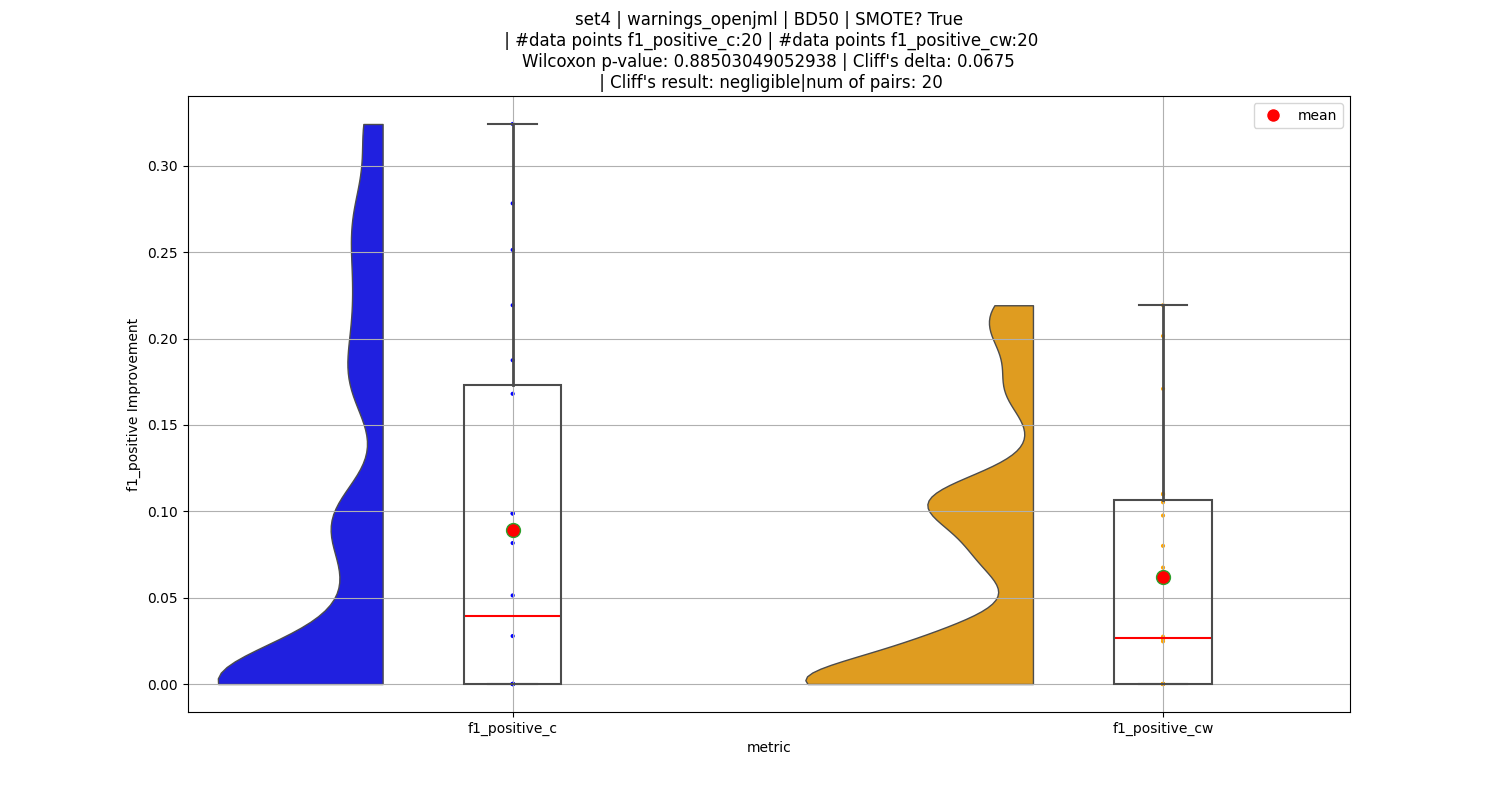 set4 | warnings_openjml | BD50 | SMOTE? True
| #data points f1_positive_c:20 | #data points f1_positive_cw:20
Wilcoxon p-value: 0.88503049052938 | Cliff's delta: 0.0675
| Cliff's result: negligible|num of pairs: 20
mean
0.30
0.25
0.20
0.15
0.10
0.05
0.00
f1_positive Improvement
f1_positive_c
f1_positive_cw
metric